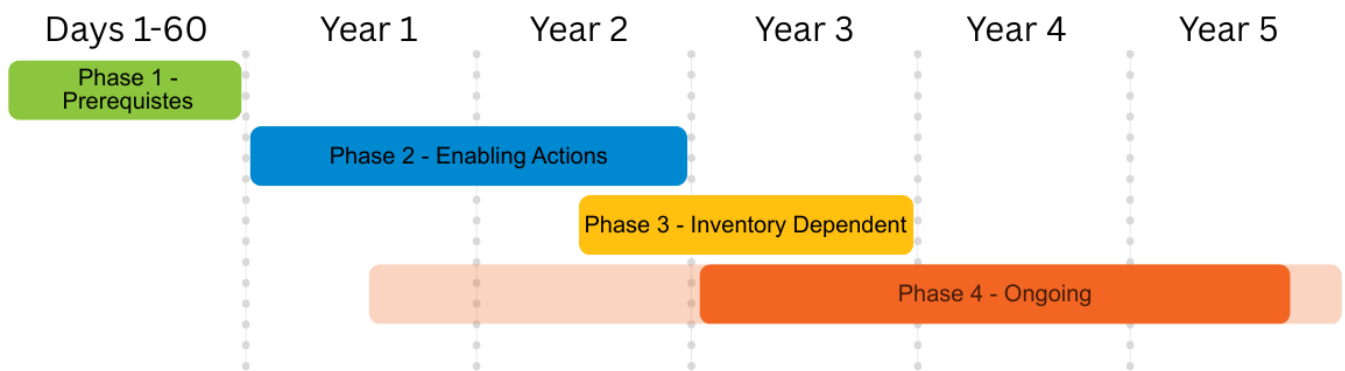 Days 1-60 Year 1 Year 2 Year 3 Year 4 Year 5
Phase 1 -
Prerequistes
Phase 2 - Enabling Actions
Phase 3 - Inventory Dependent
Phase 4 - Ongoing